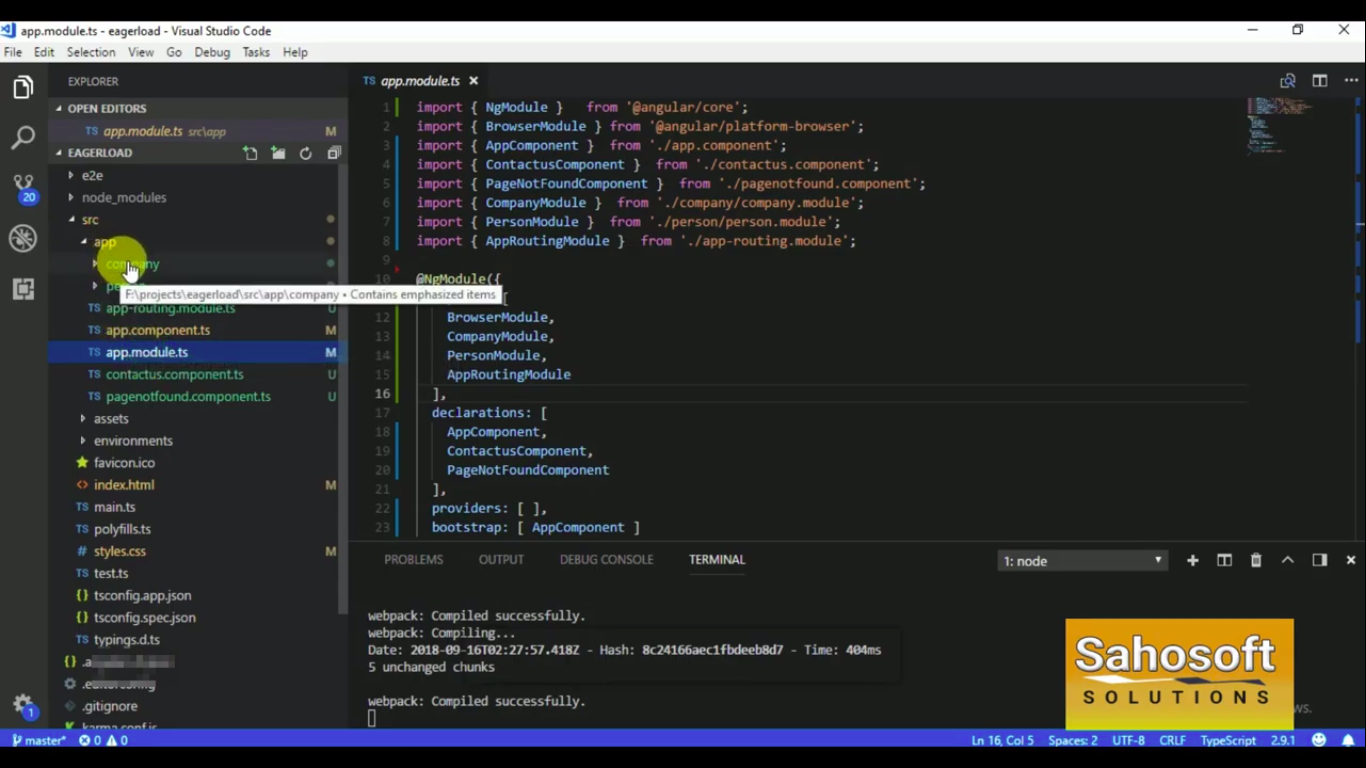 app.module.ts - eagerload - Visual Studio Code
File Edit Selection View Go Debug Tasks Help
EXPLORER
OPEN EDITORS
TS app.module.ts src\app M
EAGERLOAD
e2e
node_modules
src
app
company
F:\projects\eagerload\src\app\company • Contains emphasized items
TS app-routing.module.ts U
TS app.component.ts M
TS app.module.ts M
TS contactus.component.ts U
TS pagenotfound.component.ts U
assets
environments
favicon.ico
<> index.html M
TS main.ts
TS polyfills.ts
# styles.css M
TS test.ts
{} tsconfig.app.json
{} tsconfig.spec.json
TS typings.d.ts
.editorconfig
.gitignore
karma.conf.js
20
1
TS app.module.ts
1 import { NgModule } from '@angular/core';
2 import { BrowserModule } from '@angular/platform-browser';
3 import { AppComponent } from './app.component';
4 import { ContactusComponent } from './contactus.component';
5 import { PageNotFoundComponent } from './pagenotfound.component';
6 import { CompanyModule } from './company/company.module';
7 import { PersonModule } from './person/person.module';
8 import { AppRoutingModule } from './app-routing.module';
9
10 @NgModule({
[
12 BrowserModule,
13 CompanyModule,
14 PersonModule,
15 AppRoutingModule
16 ],
17 declarations: [
18 AppComponent,
19 ContactusComponent,
20 PageNotFoundComponent
21 ],
22 providers: [ ],
23 bootstrap: [ AppComponent ]
PROBLEMS OUTPUT DEBUG CONSOLE TERMINAL 1: node
webpack: Compiled successfully.
webpack: Compiling...
Date: 2018-09-16T02:27:57.418Z - Hash: 8c24166aec1fbdeeb8d7 - Time: 404ms
5 unchanged chunks
webpack: Compiled successfully.
Sahosoft
SOLUTIONS
master* 0 0 Ln 16, Col 5 Spaces: 2 UTF-8 CRLF TypeScript 2.9.1